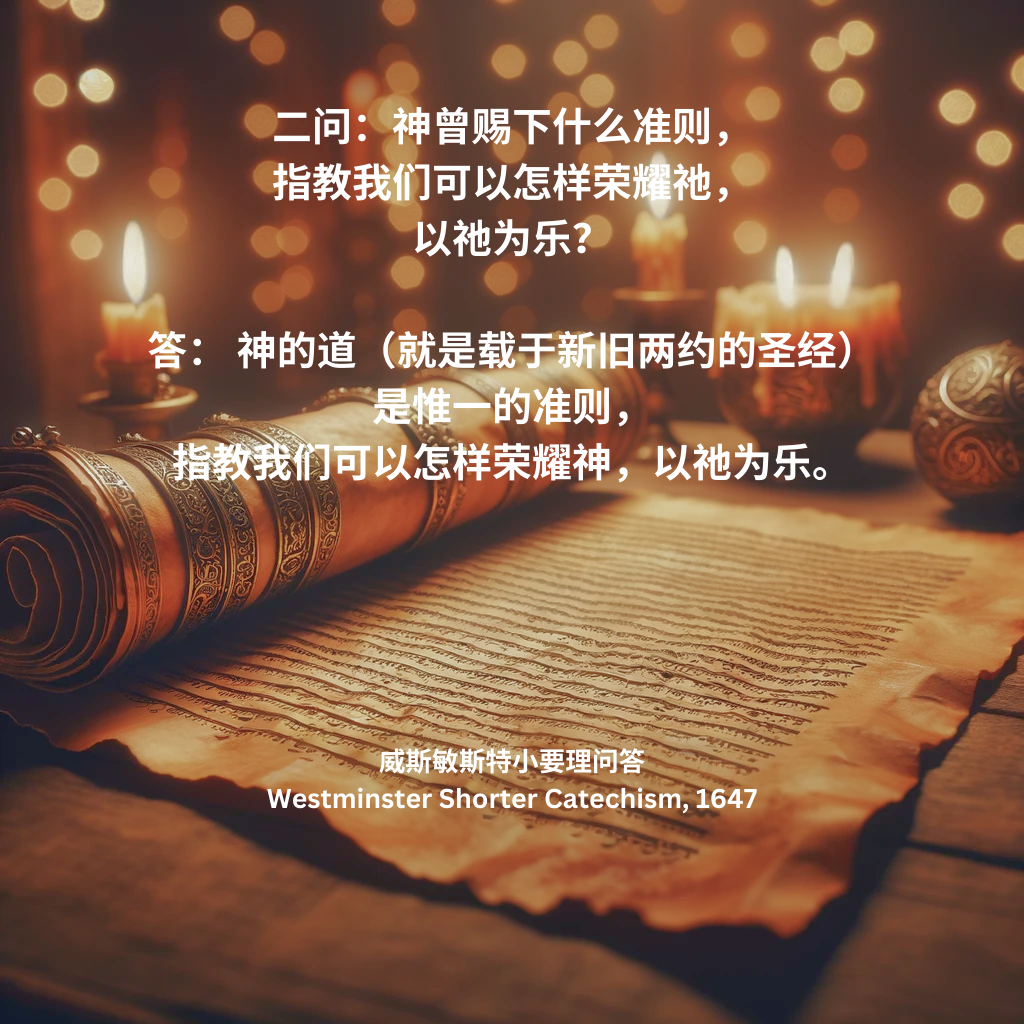 二问：神曾赐下什么准则，
指教我们可以怎样荣耀祂，
以祂为乐？
答： 神的道（就是载于新旧两约的圣经）
是惟一的准则，
指教我们可以怎样荣耀神，以祂为乐。
威斯敏斯特小要理问答
Westminster Shorter Catechism, 1647